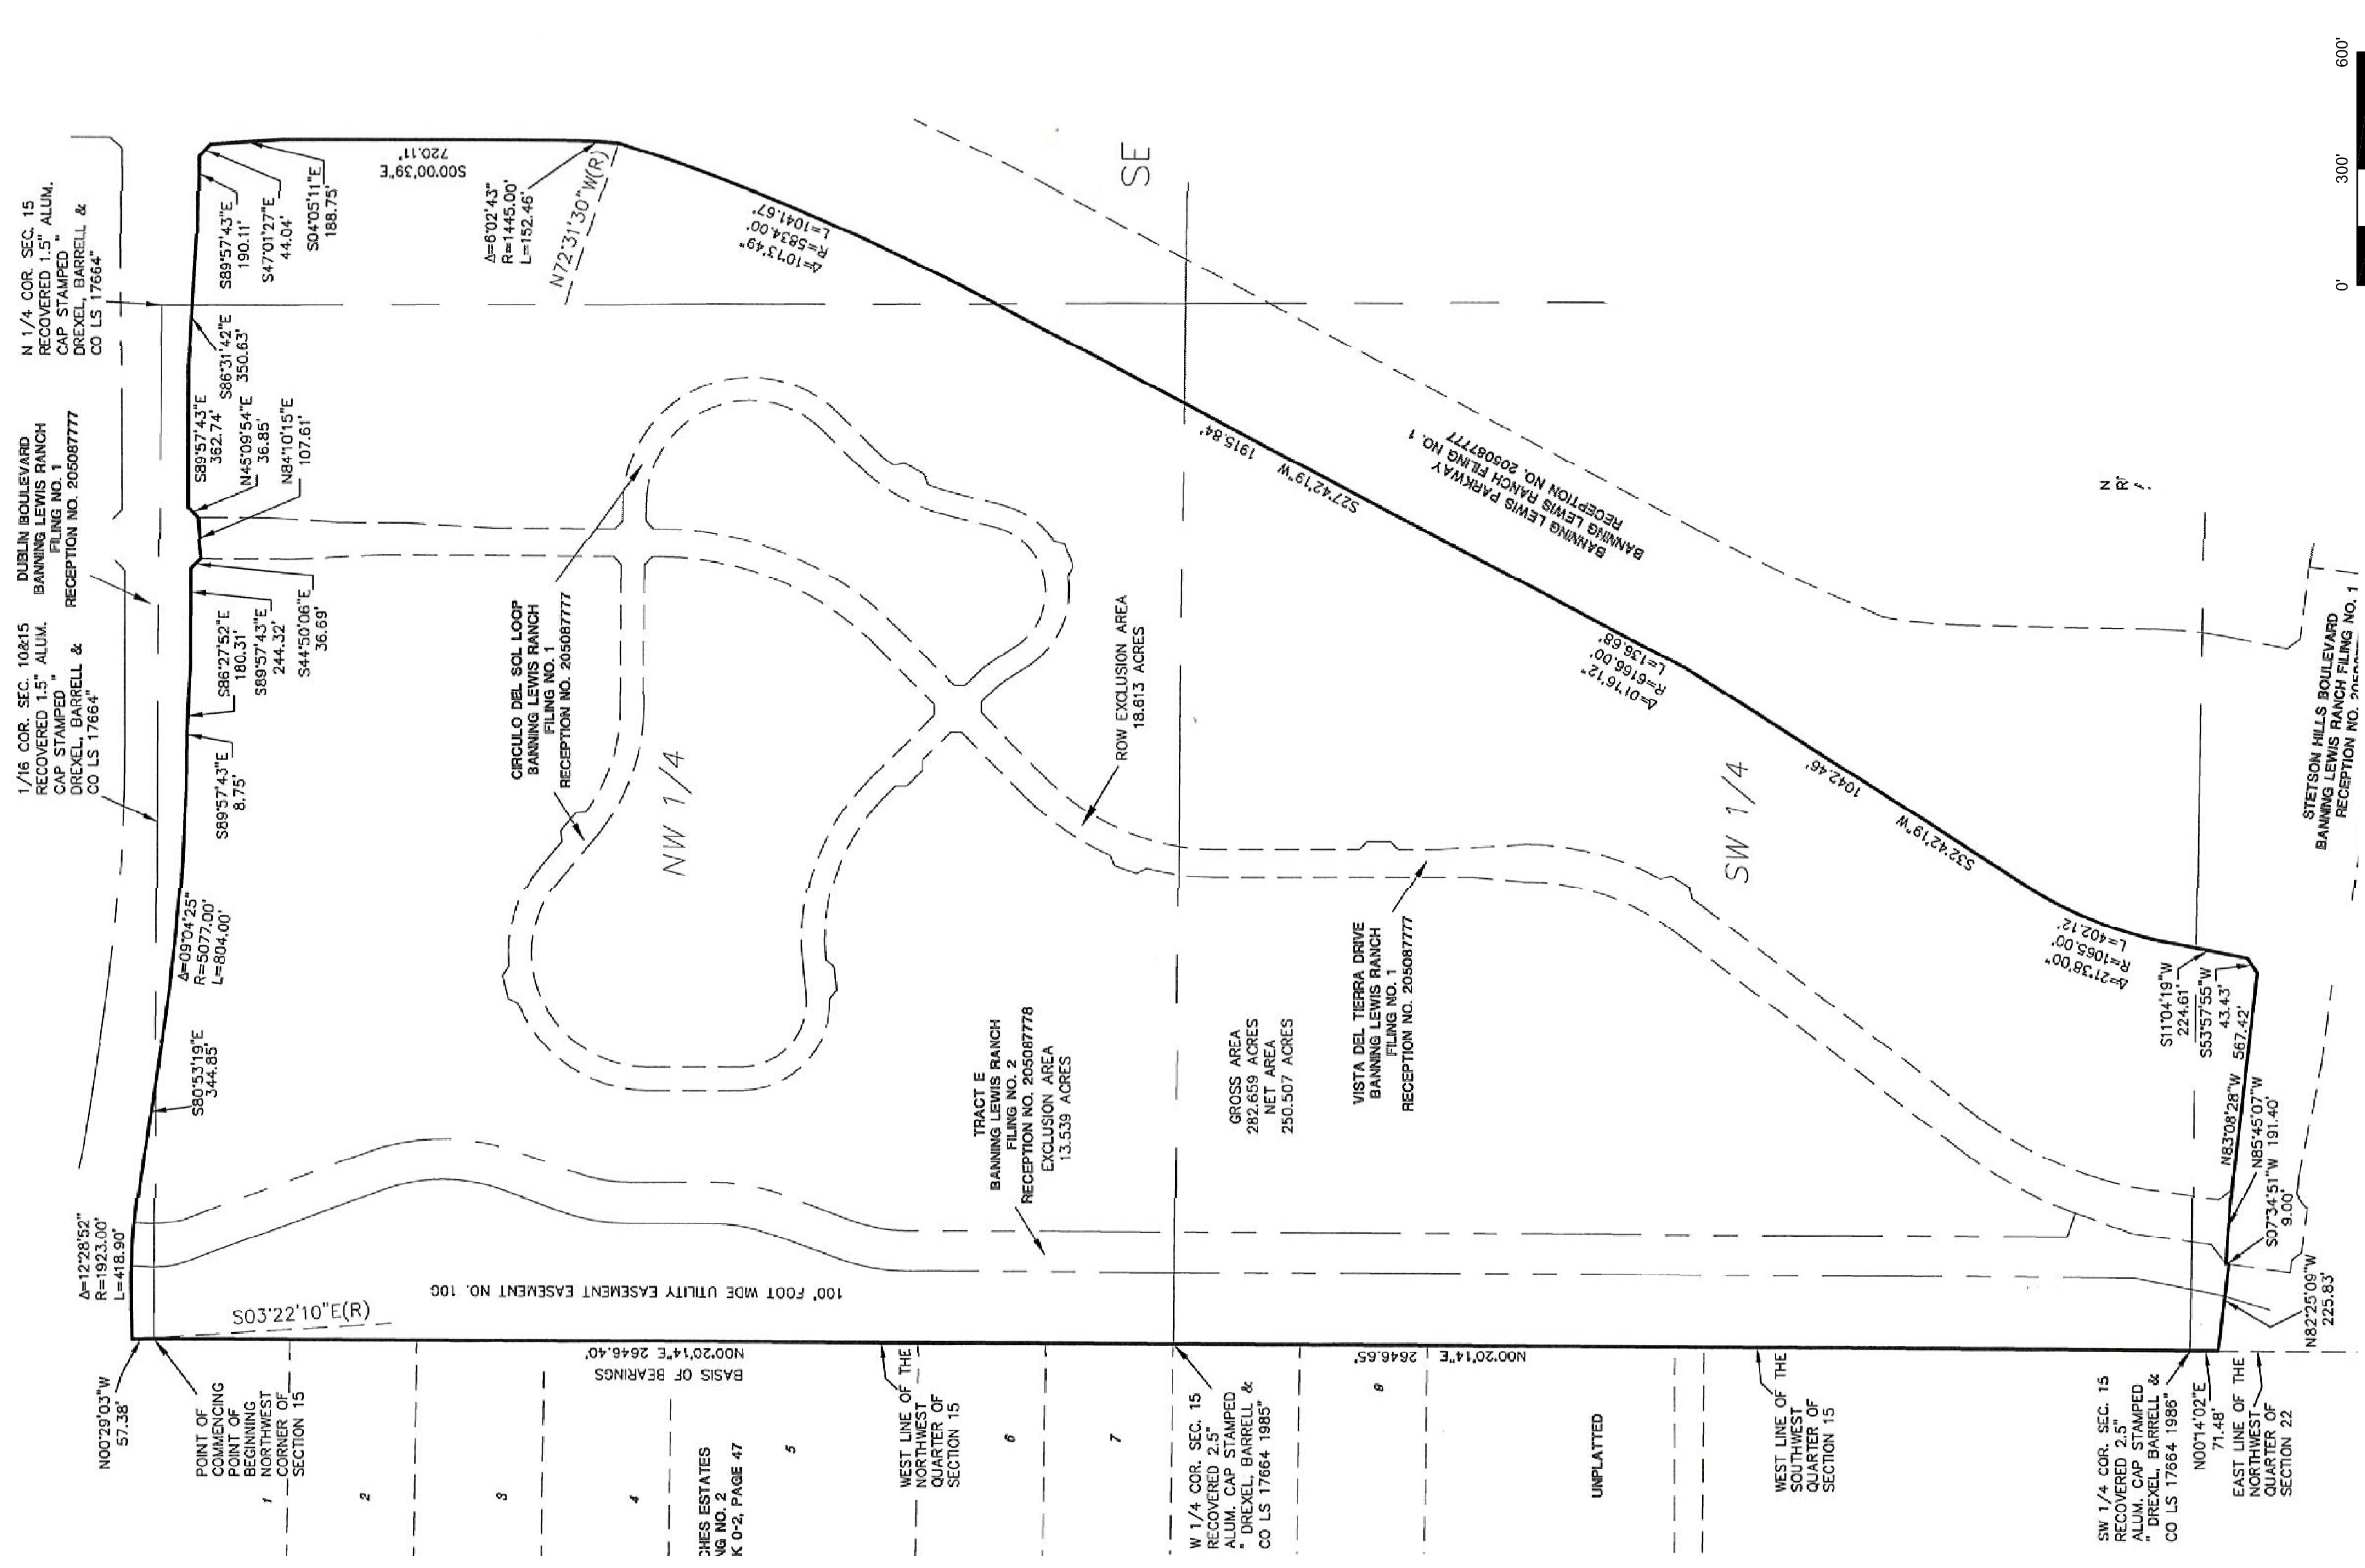 N 1/4 COR. SEC. 15
RECOVERED 1.5" ALUM.
CAP STAMPED "
DREXEL, BARRELL &
CO LS 17664"
DUBLIN BOULEVARD
BANNING LEWIS RANCH
FILING NO. 1
RECEPTION NO. 205087777
1/16 COR. SEC. 10&15
RECOVERED 1.5" ALUM.
CAP STAMPED "
DREXEL, BARRELL &
CO LS 17664"
S89°57'43"E
190.11'
S47°01'27"E
44.04'
S04°05'11"E
188.75'
S00°00'39"E
720.11'
Δ=6°02'43"
R=1445.00'
L=152.46'
N72°31'30"W(R)
Δ=10°13'49"
R=5834.00'
L=1041.67'
S86°31'42"E
350.63'
S89°57'43"E
362.74'
N45°09'54"E
36.85'
N84°10'15"E
107.61'
S86°27'52"E
180.31'
S89°57'43"E
244.32'
S44°50'06"E
36.69'
S89°57'43"E
8.75'
Δ=09°04'25"
R=5077.00'
L=804.00'
S80°53'19"E
344.85'
Δ=12°28'52"
R=1923.00'
L=418.90'
S03°22'10"E(R)
N00°29'03"W
57.38'
POINT OF
COMMENCING
POINT OF
BEGINNING
NORTHWEST
CORNER OF
SECTION 15
CIRCULO DEL SOL LOOP
BANNING LEWIS RANCH
FILING NO. 1
RECEPTION NO. 205087777
NW 1/4
SE
SW 1/4
ROW EXCLUSION AREA
18.613 ACRES
TRACT E
BANNING LEWIS RANCH
FILING NO. 2
RECEPTION NO. 205087778
EXCLUSION AREA
13.539 ACRES
GROSS AREA
282.659 ACRES
NET AREA
250.507 ACRES
VISTA DEL TIERRA DRIVE
BANNING LEWIS RANCH
FILING NO. 1
RECEPTION NO. 205087777
100' FOOT WIDE UTILITY EASEMENT EASEMENT NO. 10G
BASIS OF BEARINGS
N00°20'14"E 2646.40'
N00°20'14"E 2646.65'
WEST LINE OF THE
NORTHWEST
QUARTER OF
SECTION 15
1
2
3
4
5
6
7
8
CHES ESTATES
NG NO. 2
K O-2, PAGE 47
W 1/4 COR. SEC. 15
RECOVERED 2.5"
ALUM. CAP STAMPED
" DREXEL, BARRELL &
CO LS 17664 1985"
UNPLATTED
WEST LINE OF THE
SOUTHWEST
QUARTER OF
SECTION 15
SW 1/4 COR. SEC. 15
RECOVERED 2.5"
ALUM. CAP STAMPED
" DREXEL, BARRELL &
CO LS 17664 1986"
N00°14'02"E
71.48'
EAST LINE OF THE
NORTHWEST
QUARTER OF
SECTION 22
S27°42'19"W 1915.84'
BANNING LEWIS PARKWAY
BANNING LEWIS RANCH FILING NO. 1
RECEPTION NO. 205087777
Δ=01°16'12"
R=6166.00'
L=136.68'
S32°42'19"W 1042.46'
Δ=21°38'00"
R=1065.00'
L=402.12'
S11°04'19"W
224.61'
S53°57'55"W
43.43'
N83°08'28"W 567.42'
N85°45'07"W
191.40'
S07°34'51"W
9.00'
N82°25'09"W
225.83'
STETSON HILLS BOULEVARD
BANNING LEWIS RANCH FILING NO. 1
RECEPTION NO.
0' 300' 600'